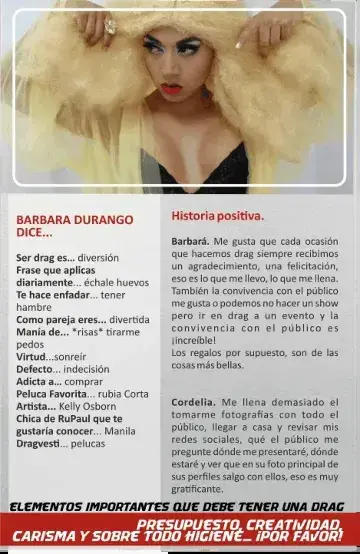 BARBARA DURANGO
DICE...
Ser drag es... diversión
Frase que aplicas
diariamente... échale huevos
Te hace enfadar... tener
hambre
Como pareja eres... divertida
Manía de... *risas* tirarme
pedos
Virtud...sonreír
Defecto... indecisión
Adicta a... comprar
Peluca Favorita... rubia Corta
Artista... Kelly Osborn
Chica de RuPaul que te
gustaría conocer... Manila
Dragvesti... pelucas
Historia positiva.
Barbará. Me gusta que cada ocasión
que hacemos drag siempre recibimos
un agradecimiento, una felicitación,
eso es lo que me llevo, lo que me llena.
También la convivencia con el público
me gusta o podemos no hacer un show
pero ir en drag a un evento y la
convivencia con el público es
¡increíble!
Los regalos por supuesto, son de las
cosas más bellas.
Cordelia. Me llena demasiado el
tomarme fotografías con todo el
público, llegar a casa y revisar mis
redes sociales, qué el público me
pregunte dónde me presentaré, dónde
estaré y ver que en su foto principal de
sus perfiles salgo con ellos, eso es muy
gratificante.
ELEMENTOS IMPORTANTES QUE DEBE TENER UNA DRAG
PRESUPUESTO, CREATIVIDAD,
CARISMA Y SOBRE TODO HIGIENE... ¡POR FAVOR!